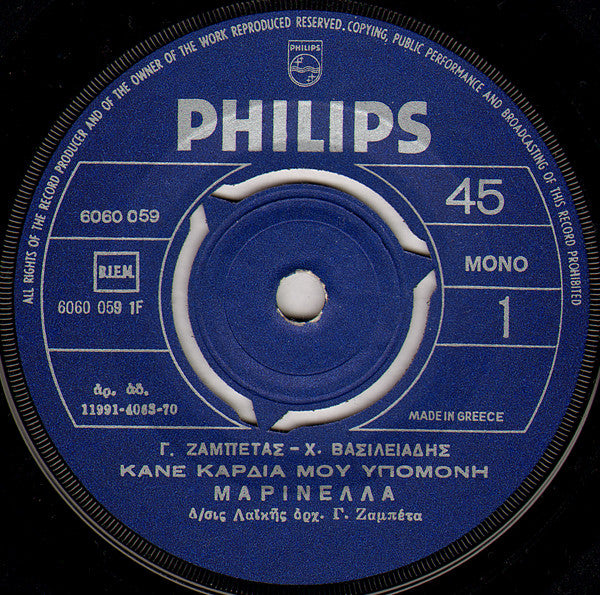 ALL RIGHTS OF THE RECORD PRODUCER AND OF THE OWNER OF THE WORK REPRODUCED RESERVED. COPYING, PUBLIC PERFORMANCE AND BROADCASTING OF THIS RECORD PROHIBITED
PHILIPS
PHILIPS
6060 059
45
B.I.E.M.
MONO
6060 059 1F
1
ἀρ. ἀδ.
11991-4063-70
MADE IN GREECE
Γ. ΖΑΜΠΕΤΑΣ - Χ. ΒΑΣΙΛΕΙΑΔΗΣ
ΚΑΝΕ ΚΑΡΔΙΑ ΜΟΥ ΥΠΟΜΟΝΗ
ΜΑΡΙΝΕΛΛΑ
Δ/σις Λαϊκῆς ὀρχ. Γ. Ζαμπέτα